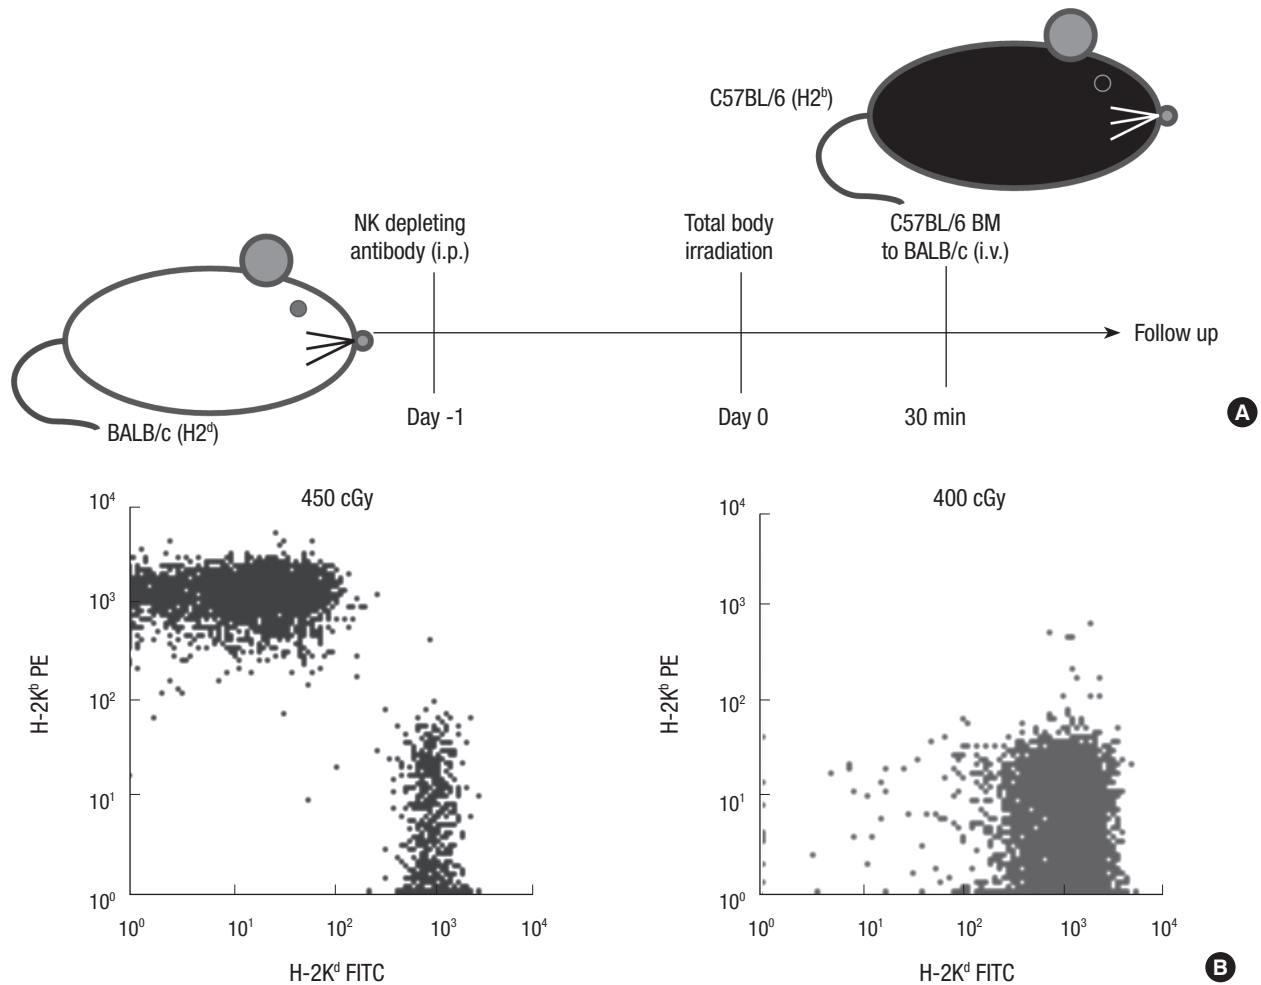 C57BL/6 (H2ᵇ)
NK depleting
antibody (i.p.)
Total body
irradiation
C57BL/6 BM
to BALB/c (i.v.)
Follow up
Day -1
Day 0
30 min
BALB/c (H2ᵈ)
A
450 cGy
10⁴
10³
10²
10¹
10⁰
H-2Kᵇ PE
10⁰ 10¹ 10² 10³ 10⁴
H-2Kᵈ FITC
400 cGy
10⁴
10³
10²
10¹
10⁰
H-2Kᵇ PE
10⁰ 10¹ 10² 10³ 10⁴
H-2Kᵈ FITC
B